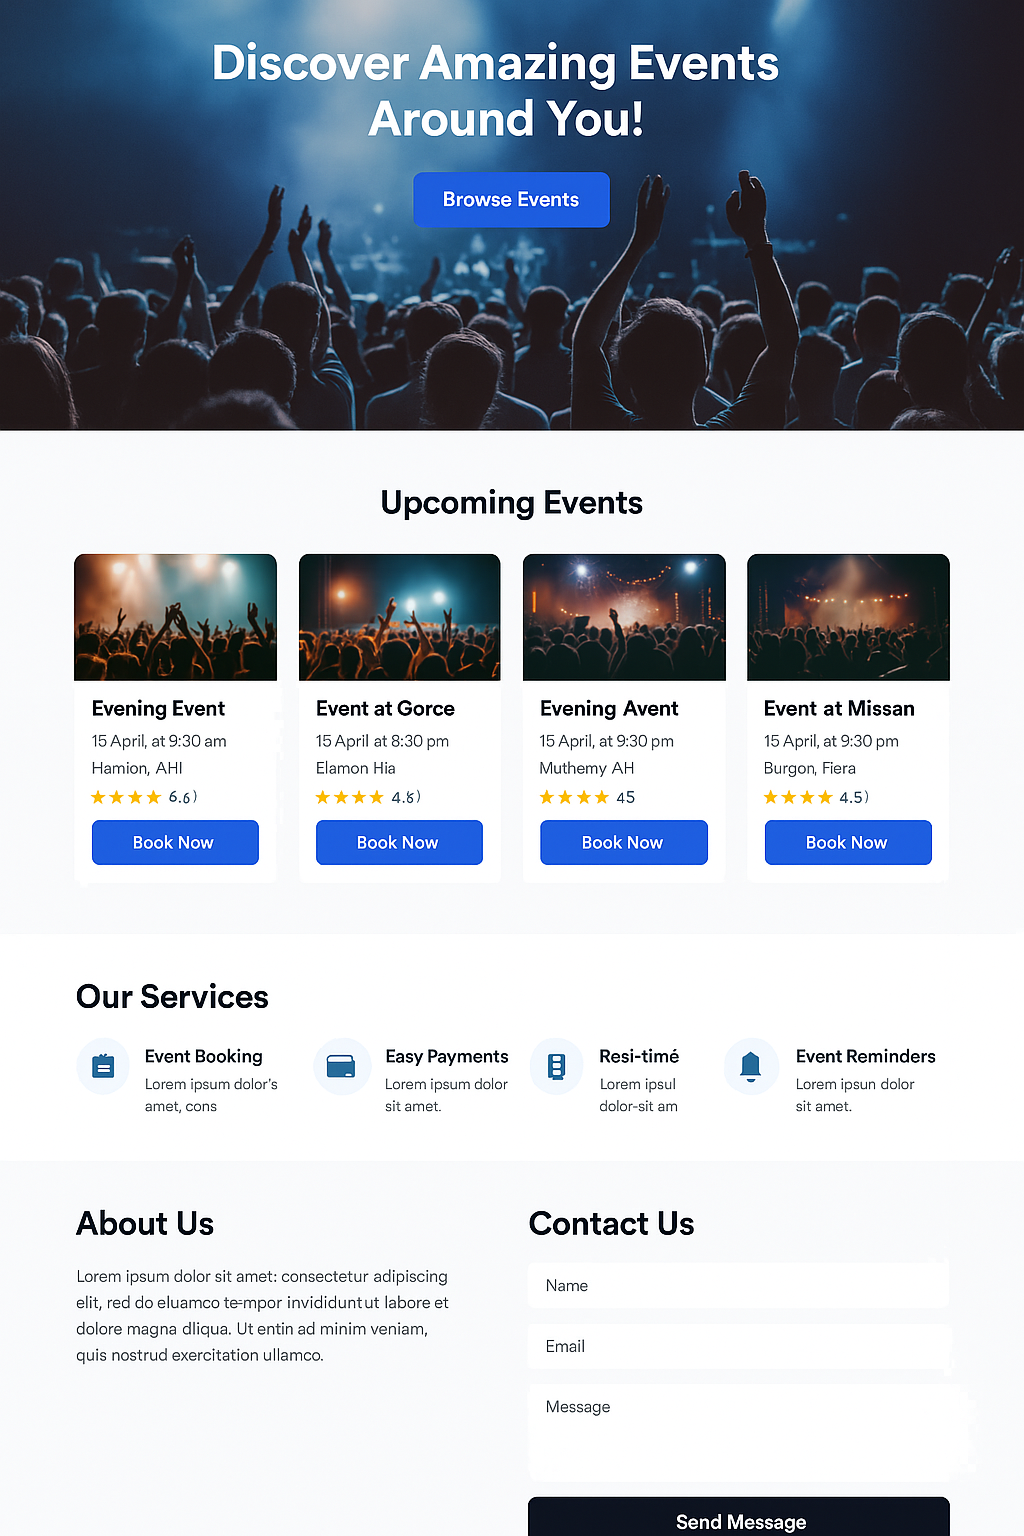 Discover Amazing Events
Around You!
Browse Events
Upcoming Events
Evening Event
15 April, at 9:30 am
Hamion, AHI
6.6)
Book Now
Event at Gorce
15 April at 8:30 pm
Elamon Hia
4.8)
Book Now
Evening Avent
15 April, at 9:30 pm
Muthemy AH
45
Book Now
Event at Missan
15 April, at 9:30 pm
Burgon, Fiera
4.5)
Book Now
Our Services
Event Booking
Lorem ipsum dolor's
amet, cons
Easy Payments
Lorem ipsum dolor
sit amet.
Resi-timé
Lorem ipsul
dolor-sit am
Event Reminders
Lorem ipsun dolor
sit amet.
About Us
Lorem ipsum dolor sit amet: consectetur adipiscing
elit, red do eluamco te-mpor invididunt ut labore et
dolore magna dliqua. Ut entin ad minim veniam,
quis nostrud exercitation ullamco.
Contact Us
Name
Email
Message
Send Message